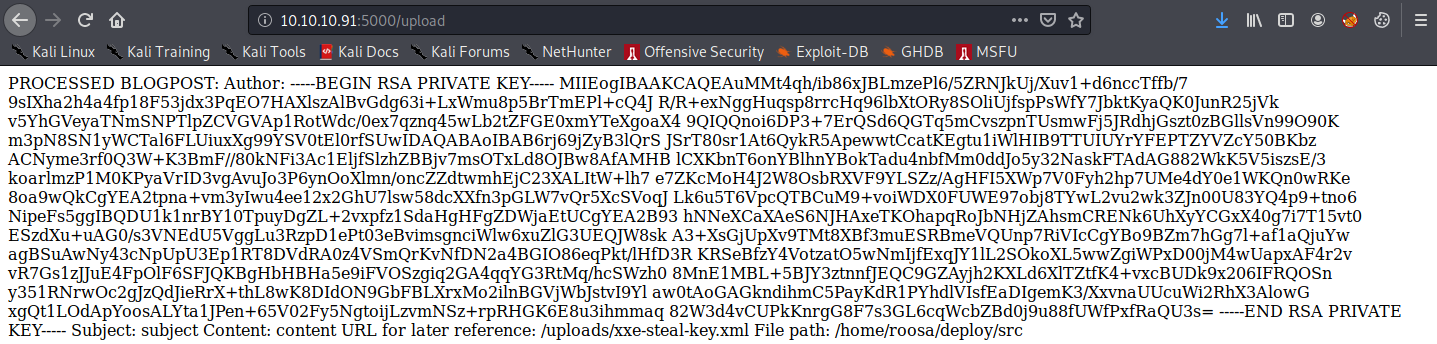 10.10.10.91:5000/upload
Kali Linux Kali Training Kali Tools Kali Docs Kali Forums NetHunter Offensive Security Exploit-DB GHDB MSFU
PROCESSED BLOGPOST: Author: -----BEGIN RSA PRIVATE KEY----- MIIEogIBAAKCAQEAuMMt4qh/ib86xJBLmzePl6/5ZRNJkUj/Xuv1+d6nccTffb/7
9sIXha2h4a4fp18F53jdx3PqEO7HAXlszAlBvGdg63i+LxWmu8p5BrTmEPl+cQ4J R/R+exNggHuqsp8rrcHq96lbXtORy8SOliUjfspPsWfY7JbktKyaQK0JunR25jVk
v5YhGVeyaTNmSNPTlpZCVGVAp1RotWdc/0ex7qznq45wLb2tZFGE0xmYTeXgoaX4 9QIQQnoi6DP3+7ErQSd6QGTq5mCvszpnTUsmwFj5JRdhjGszt0zBGllsVn99O90K
m3pN8SN1yWCTal6FLUiuxXg99YSV0tEl0rfSUwIDAQABAoIBAB6rj69jZyB3lQrS JSrT80sr1At6QykR5ApewwtCcatKEgtu1iWlHIB9TTUIUYrYFEPTZYVZcY50BKbz
ACNyme3rf0Q3W+K3BmF//80kNFi3Ac1EljfSlzhZBBjv7msOTxLd8OJBw8AfAMHB lCXKbnT6onYBlhnYBokTadu4nbfMm0ddJo5y32NaskFTAdAG882WkK5V5iszsE/3
koarlmzP1M0KPyaVrID3vgAvuJo3P6ynOoXlmn/oncZZdtwmhEjC23XALItW+lh7 e7ZKcMoH4J2W8OsbRXVF9YLSZz/AgHFI5XWp7V0Fyh2hp7UMe4dY0e1WKQn0wRKe
8oa9wQkCgYEA2tpna+vm3yIwu4ee12x2GhU7lsw58dcXXfn3pGLW7vQr5XcSVoqJ Lk6u5T6VpcQTBCuM9+voiWDX0FUWE97obj8TYwL2vu2wk3ZJn00U83YQ4p9+tno6
NipeFs5ggIBQDU1k1nrBY10TpuyDgZL+2vxpfz1SdaHgHFgZDWjaEtUCgYEA2B93 hNNeXCaXAeS6NJHAxeTKOhapqRoJbNHjZAhsmCRENk6UhXyYCGxX40g7i7T15vt0
ESzdXu+uAG0/s3VNEdU5VggLu3RzpD1ePt03eBvimsgnciWlw6xuZlG3UEQJW8sk A3+XsGjUpXv9TMt8XBf3muESRBmeVQUnp7RiVIcCgYBo9BZm7hGg7l+af1aQjuYw
agBSuAwNy43cNpUpU3Ep1RT8DVdRA0z4VSmQrKvNfDN2a4BGIO86eqPkt/lHfD3R KRSeBfzY4VotzatO5wNmIjfExqJY1lL2SOkoXL5wwZgiWPxD00jM4wUapxAF4r2v
vR7Gs1zJJuE4FpOlF6SFJQKBgHbHBHa5e9iFVOSzgiq2GA4qqYG3RtMq/hcSWzh0 8MnE1MBL+5BJY3ztnnfJEQC9GZAyjh2KXLd6XlTZtfK4+vxcBUDk9x206IFRQOSn
y351RNrwOc2gJzQdJieRrX+thL8wK8DIdON9GbFBLXrxMo2ilnBGVjWbJstvI9Yl aw0tAoGAGkndihmC5PayKdR1PYhdlVIsfEaDIgemK3/XxvnaUUcuWi2RhX3AlowG
xgQt1LOdApYoosALYta1JPen+65V02Fy5NgtoijLzvmNSz+rpRHGK6E8u3ihmmaq 82W3d4vCUPkKnrgG8F7s3GL6cqWcbZBd0j9u88fUWfPxfRaQU3s= -----END RSA PRIVATE
KEY----- Subject: subject Content: content URL for later reference: /uploads/xxe-steal-key.xml File path: /home/roosa/deploy/src